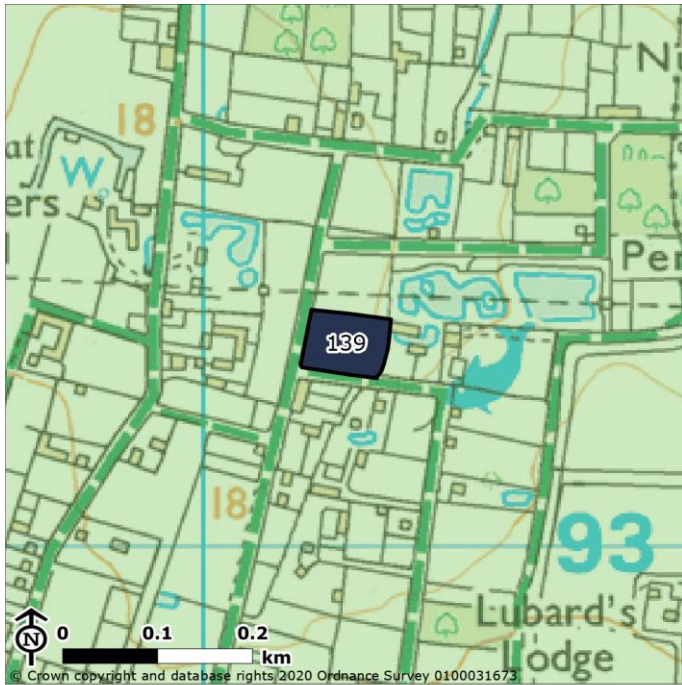 Nu
18
at
W
ers
Per
139
18
93
Lubard's
Lodge
N
0 0.1 0.2
km
© Crown copyright and database rights 2020 Ordnance Survey 0100031673